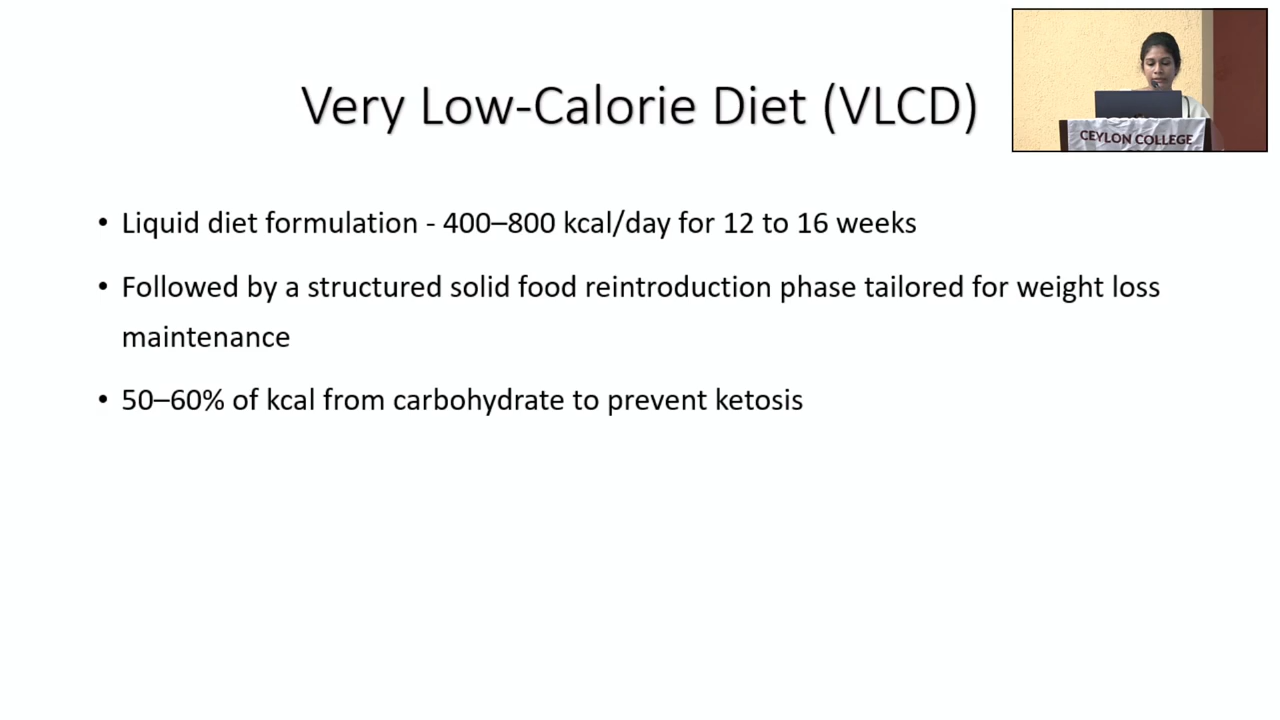 Very Low-Calorie Diet (VLCD)
CEYLON COLLEGE
• Liquid diet formulation - 400–800 kcal/day for 12 to 16 weeks
• Followed by a structured solid food reintroduction phase tailored for weight loss
maintenance
• 50–60% of kcal from carbohydrate to prevent ketosis